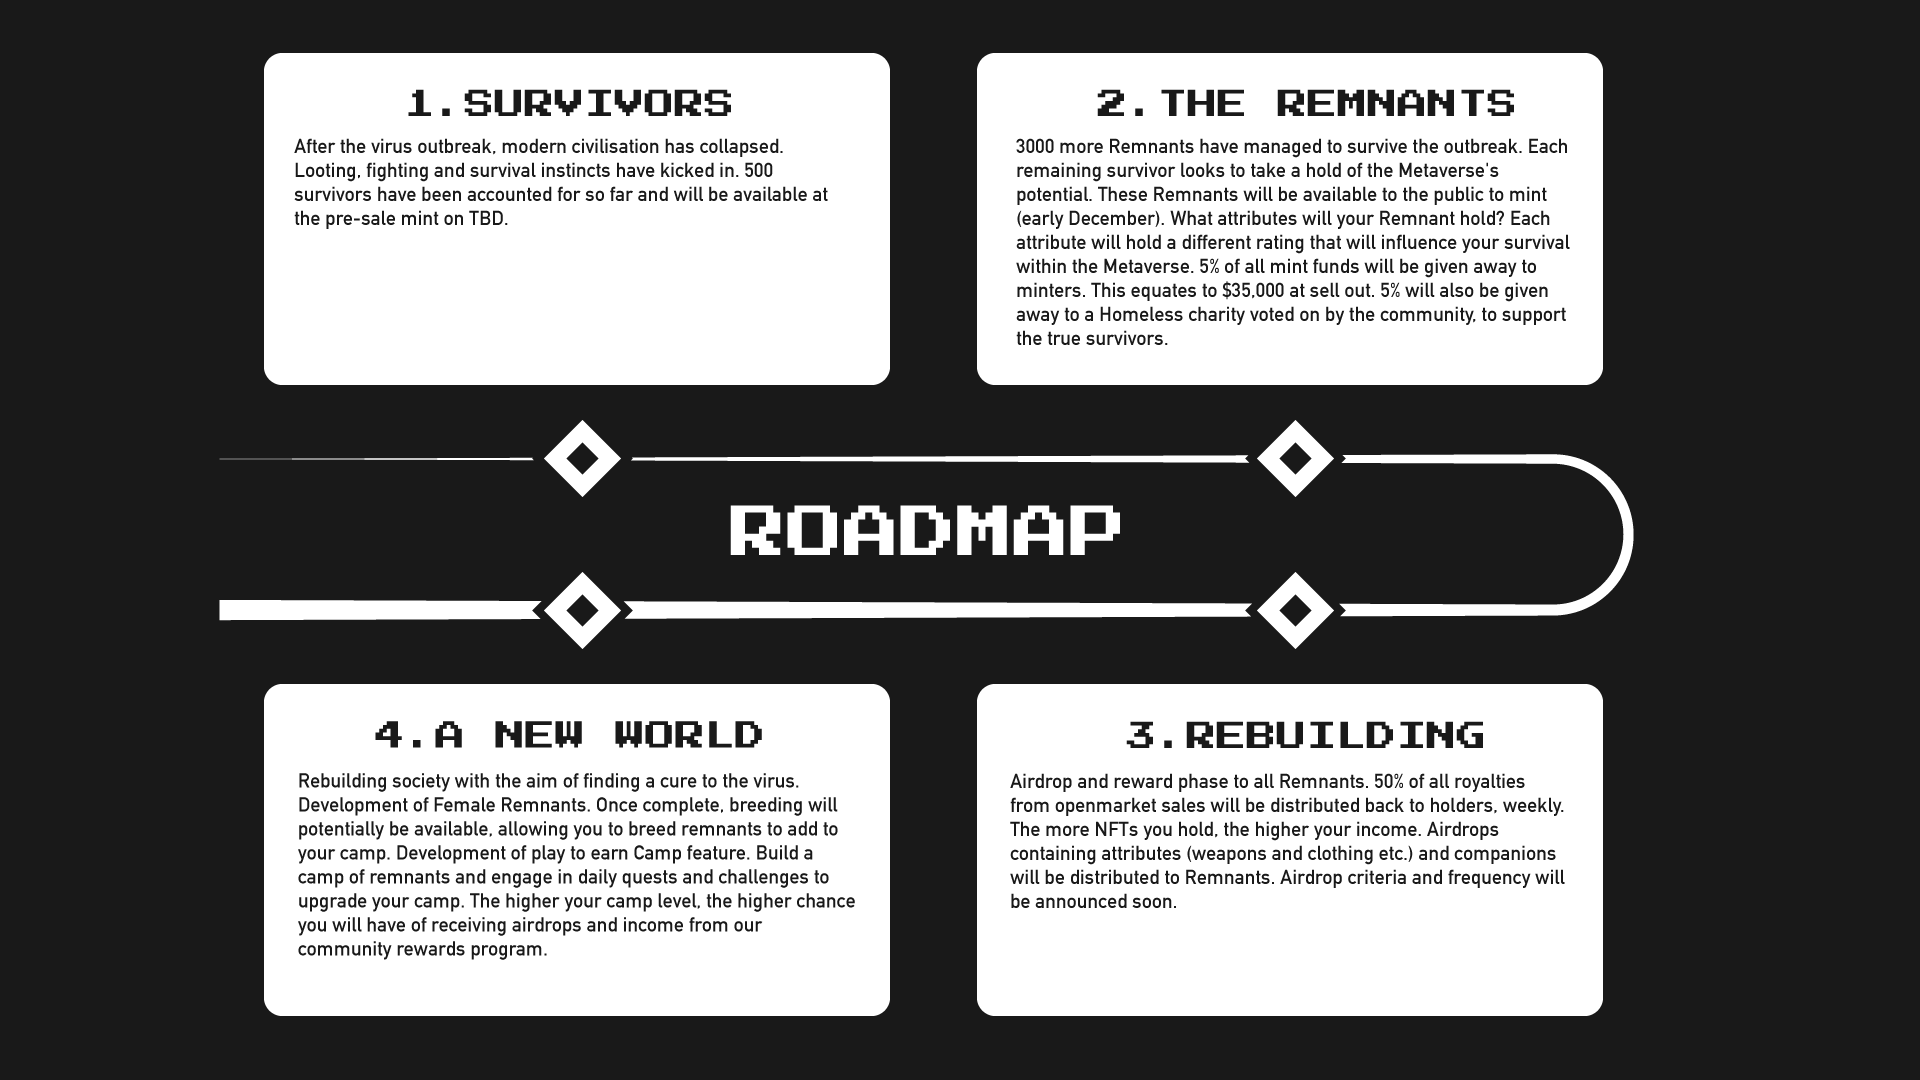 1.SURVIVORS
After the virus outbreak, modern civilisation has collapsed.
Looting, fighting and survival instincts have kicked in. 500
survivors have been accounted for so far and will be available at
the pre-sale mint on TBD.
2.THE REMNANTS
3000 more Remnants have managed to survive the outbreak. Each
remaining survivor looks to take a hold of the Metaverse's
potential. These Remnants will be available to the public to mint
(early December). What attributes will your Remnant hold? Each
attribute will hold a different rating that will influence your survival
within the Metaverse. 5% of all mint funds will be given away to
minters. This equates to $35,000 at sell out. 5% will also be given
away to a Homeless charity voted on by the community, to support
the true survivors.
ROADMAP
4.A NEW WORLD
Rebuilding society with the aim of finding a cure to the virus.
Development of Female Remnants. Once complete, breeding will
potentially be available, allowing you to breed remnants to add to
your camp. Development of play to earn Camp feature. Build a
camp of remnants and engage in daily quests and challenges to
upgrade your camp. The higher your camp level, the higher chance
you will have of receiving airdrops and income from our
community rewards program.
3.REBUILDING
Airdrop and reward phase to all Remnants. 50% of all royalties
from openmarket sales will be distributed back to holders, weekly.
The more NFTs you hold, the higher your income. Airdrops
containing attributes (weapons and clothing etc.) and companions
will be distributed to Remnants. Airdrop criteria and frequency will
be announced soon.